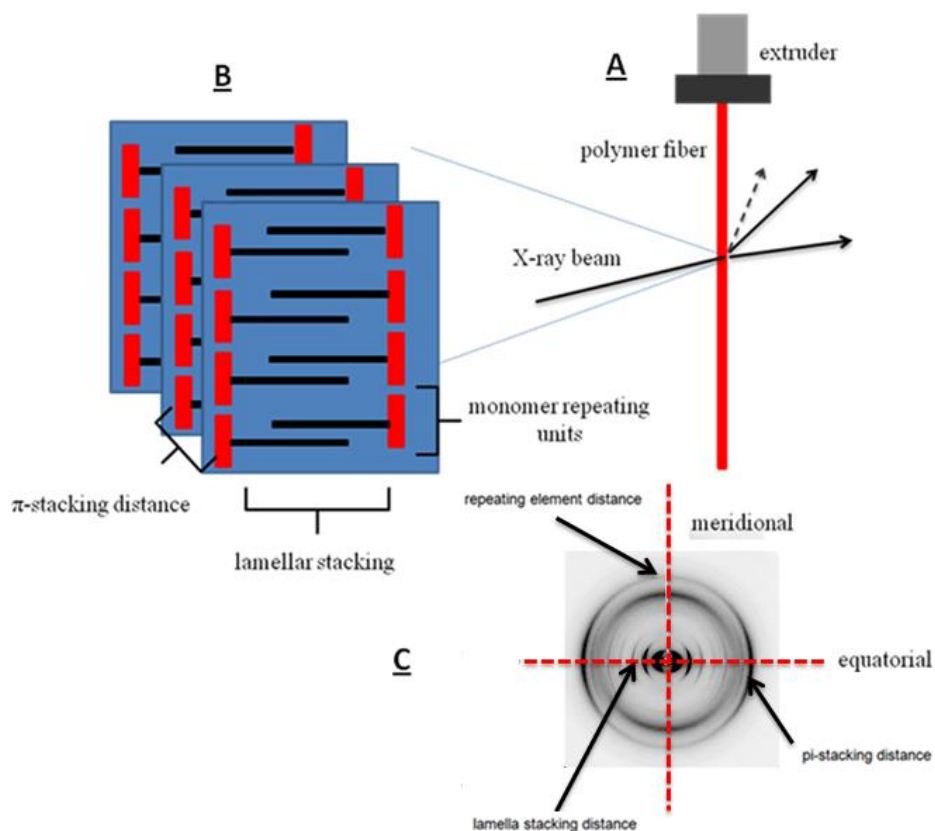 B
A
extruder
polymer fiber
X-ray beam
monomer repeating
units
π-stacking distance
lamellar stacking
repeating element distance
meridional
C
equatorial
pi-stacking distance
lamella stacking distance